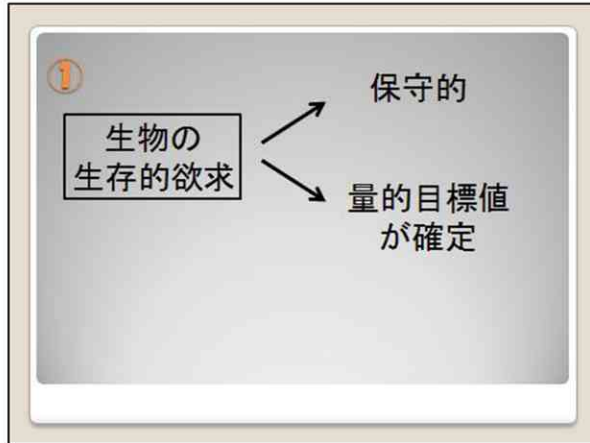 ①
生物の
生存的欲求
保守的
量的目標値
が確定